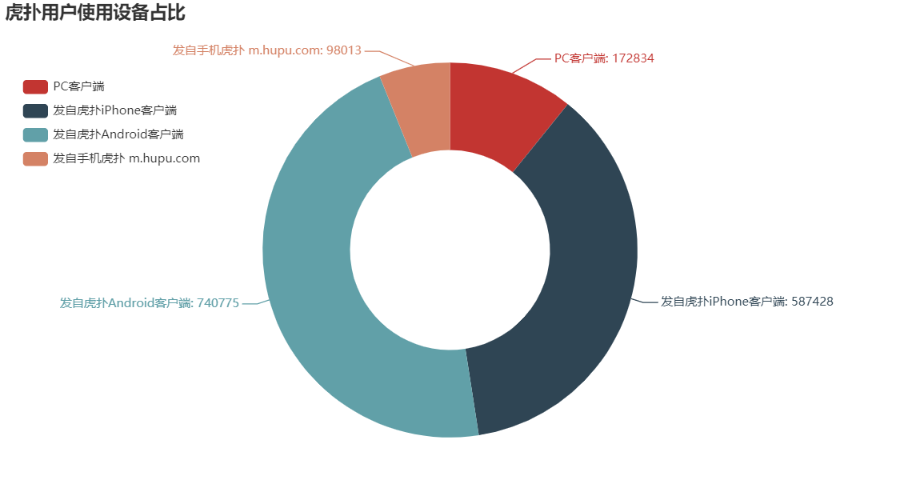 虎扑用户使用设备占比
发自手机虎扑 m.hupu.com: 98013
PC客户端: 172834
PC客户端
发自虎扑iPhone客户端
发自虎扑Android客户端
发自手机虎扑 m.hupu.com
发自虎扑Android客户端: 740775
发自虎扑iPhone客户端: 587428